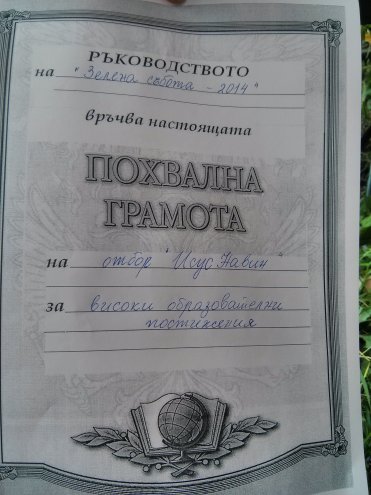 РЪКОВОДСТВОТО
на "Зелена събота - 2014"
връчва настоящата
ПОХВАЛНА
ГРАМОТА
на отбор "Исус Навин"
за високи образователни
постижения